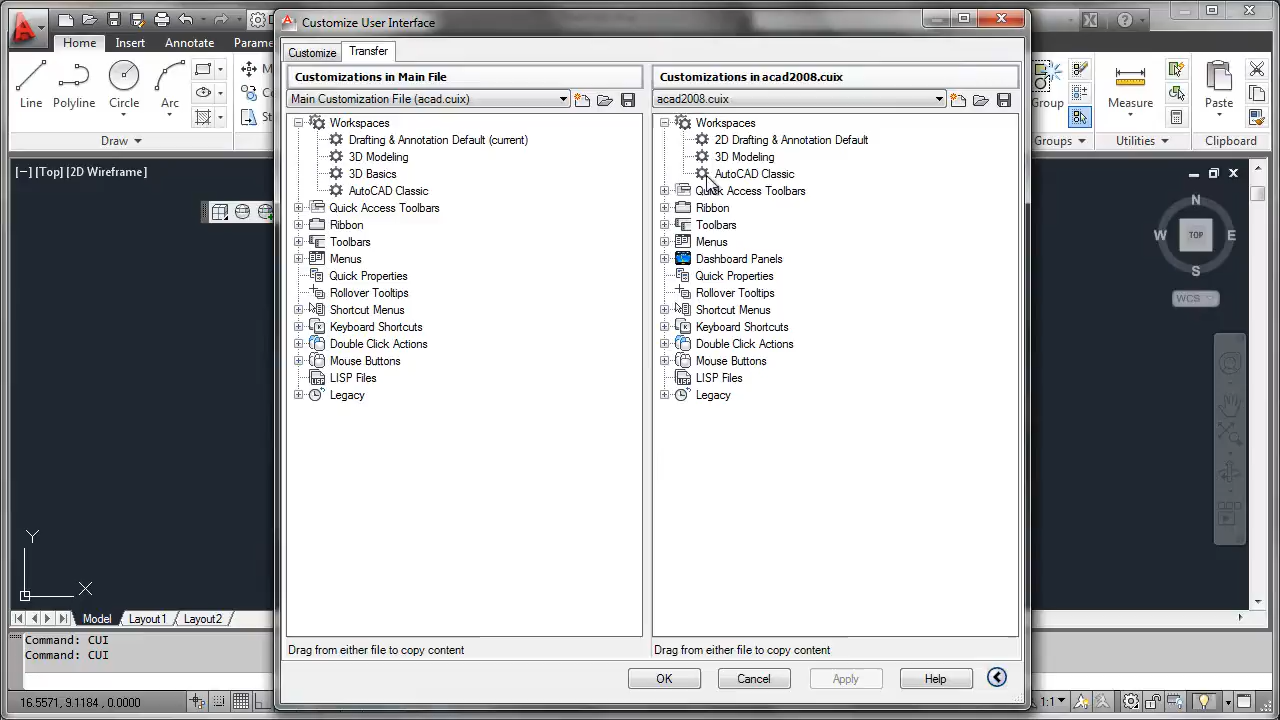 Customize User Interface
Home
Insert
Annotate
Parame
Line
Polyline
Circle
Arc
M
C
St
Draw
Group
Measure
Paste
Groups
Utilities
Clipboard
Customize
Transfer
Customizations in Main File
Main Customization File (acad.cuix)
Workspaces
Drafting & Annotation Default (current)
3D Modeling
3D Basics
AutoCAD Classic
Quick Access Toolbars
Ribbon
Toolbars
Menus
Quick Properties
Rollover Tooltips
Shortcut Menus
Keyboard Shortcuts
Double Click Actions
Mouse Buttons
LISP Files
Legacy
Drag from either file to copy content
Customizations in acad2008.cuix
acad2008.cuix
Workspaces
2D Drafting & Annotation Default
3D Modeling
AutoCAD Classic
Quick Access Toolbars
Ribbon
Toolbars
Menus
Dashboard Panels
Quick Properties
Rollover Tooltips
Shortcut Menus
Keyboard Shortcuts
Double Click Actions
Mouse Buttons
LISP Files
Legacy
Drag from either file to copy content
OK
Cancel
Apply
Help
[−] [Top] [2D Wireframe]
N
W
TOP
E
S
WCS
Y
X
Model
Layout1
Layout2
Command: CUI
Command: CUI
16.5571, 9.1184 , 0.0000
1:1